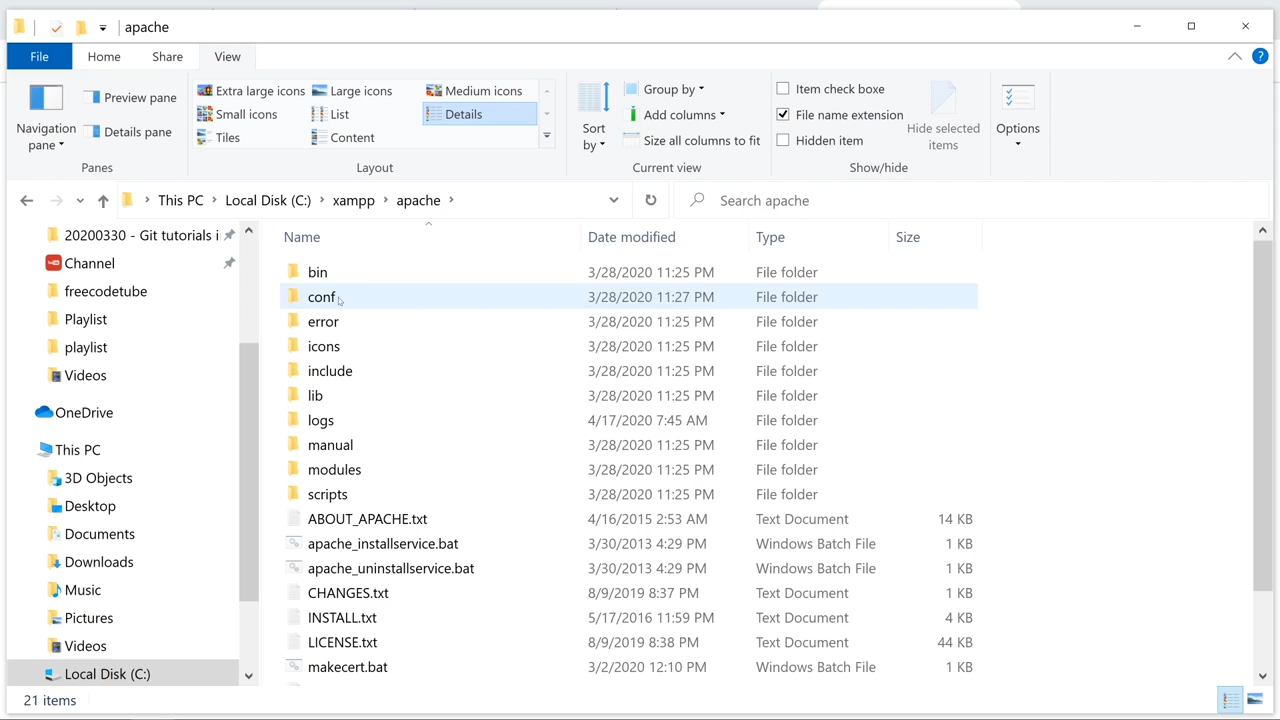 apache
File Home Share View
Navigation pane
Preview pane
Details pane
Panes
Extra large icons Large icons Medium icons
Small icons List Details
Tiles Content
Layout
Sort by
Group by
Add columns
Size all columns to fit
Current view
Item check boxe
File name extension
Hidden item
Hide selected items
Show/hide
Options
This PC Local Disk (C:) xampp apache
Search apache
20200330 - Git tutorials i
Channel
freecodetube
Playlist
playlist
Videos
OneDrive
This PC
3D Objects
Desktop
Documents
Downloads
Music
Pictures
Videos
Local Disk (C:)
Name Date modified Type Size
bin 3/28/2020 11:25 PM File folder
conf 3/28/2020 11:27 PM File folder
error 3/28/2020 11:25 PM File folder
icons 3/28/2020 11:25 PM File folder
include 3/28/2020 11:25 PM File folder
lib 3/28/2020 11:25 PM File folder
logs 4/17/2020 7:45 AM File folder
manual 3/28/2020 11:25 PM File folder
modules 3/28/2020 11:25 PM File folder
scripts 3/28/2020 11:25 PM File folder
ABOUT_APACHE.txt 4/16/2015 2:53 AM Text Document 14 KB
apache_installservice.bat 3/30/2013 4:29 PM Windows Batch File 1 KB
apache_uninstallservice.bat 3/30/2013 4:29 PM Windows Batch File 1 KB
CHANGES.txt 8/9/2019 8:37 PM Text Document 1 KB
INSTALL.txt 5/17/2016 11:59 PM Text Document 4 KB
LICENSE.txt 8/9/2019 8:38 PM Text Document 44 KB
makecert.bat 3/2/2020 12:10 PM Windows Batch File 1 KB
21 items